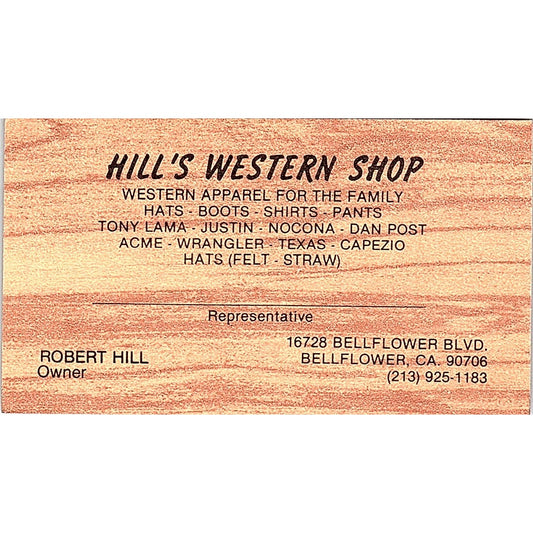 HILL'S WESTERN SHOP
WESTERN APPAREL FOR THE FAMILY
HATS - BOOTS - SHIRTS - PANTS
TONY LAMA - JUSTIN - NOCONA - DAN POST
ACME - WRANGLER - TEXAS - CAPEZIO
HATS (FELT - STRAW)
Representative
ROBERT HILL
Owner
16728 BELLFLOWER BLVD.
BELLFLOWER, CA. 90706
(213) 925-1183